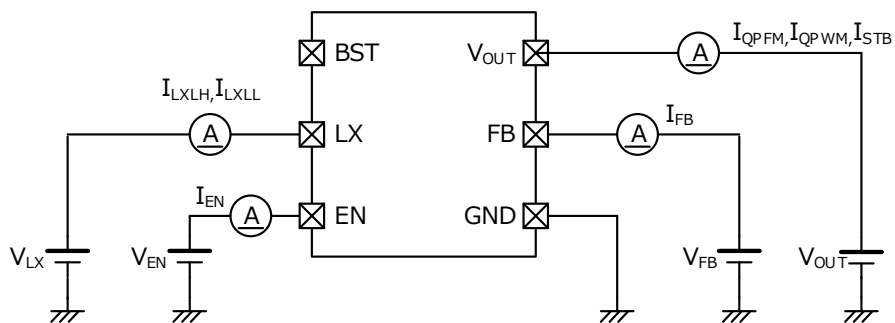 BST
V_OUT
A
I_QPFM,I_QPWM,I_STB
I_LXLH,I_LXLL
A
LX
FB
A
I_FB
I_EN
A
EN
GND
V_LX
V_EN
V_FB
V_OUT